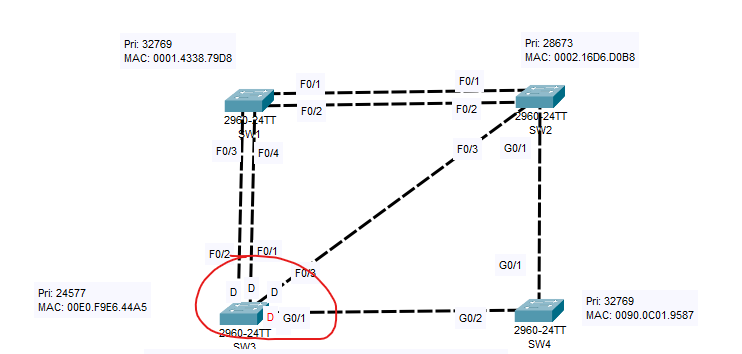 Pri: 32769
MAC: 0001.4338.79D8
Pri: 28673
MAC: 0002.16D6.D0B8
F0/1
F0/1
F0/2
F0/2
2960-24TT
SW1
2960-24TT
SW2
F0/3
F0/4
F0/3
G0/1
F0/2
F0/1
F0/3
G0/1
D
D
D
Pri: 24577
MAC: 00E0.F9E6.44A5
Pri: 32769
MAC: 0090.0C01.9587
D
G0/1
G0/2
2960-24TT
SW3
2960-24TT
SW4